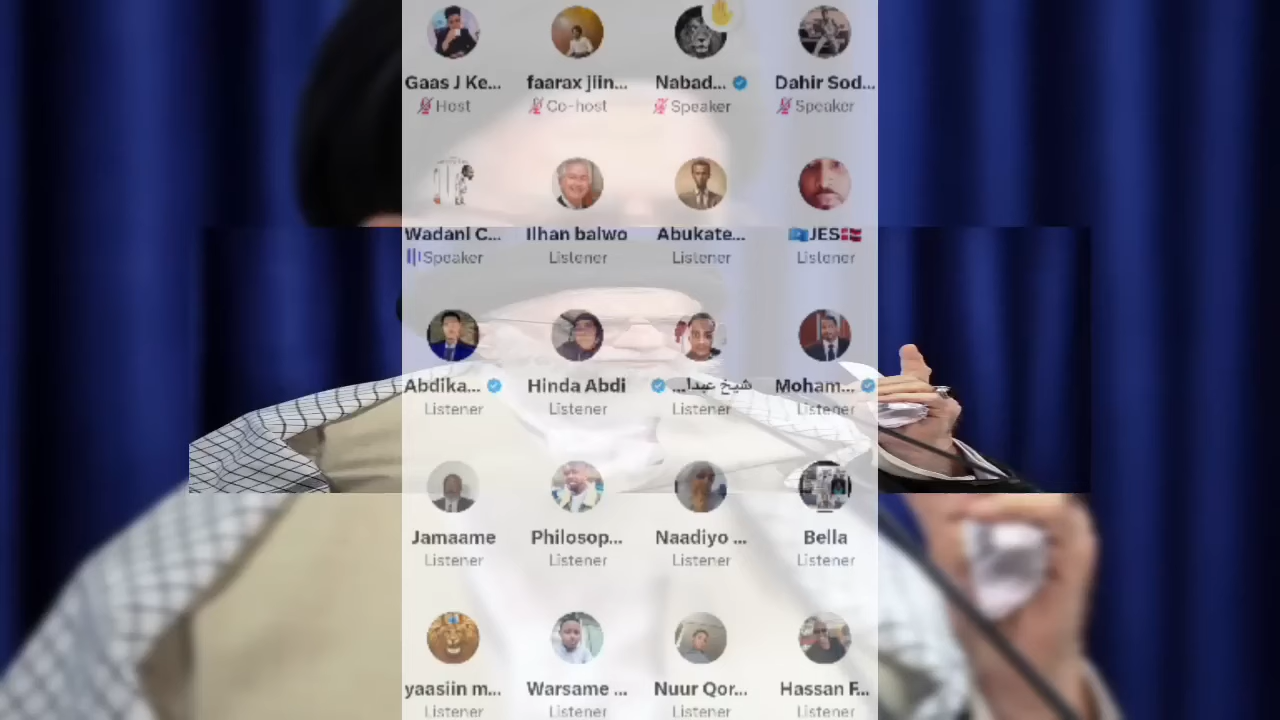 Gaas J Ke... faarax jiin... Nabad... Dahir Sod...
Host Co-host Speaker Speaker
Wadani C... Ilhan balwo Abukate... JES
Speaker Listener Listener Listener
Abdika... Hinda Abdi شيخ عبدا... Moham...
Listener Listener Listener Listener
Jamaame Philosop... Naadiyo ... Bella
Listener Listener Listener Listener
yaasiin m... Warsame ... Nuur Qor... Hassan F...
Listener Listener Listener Listener